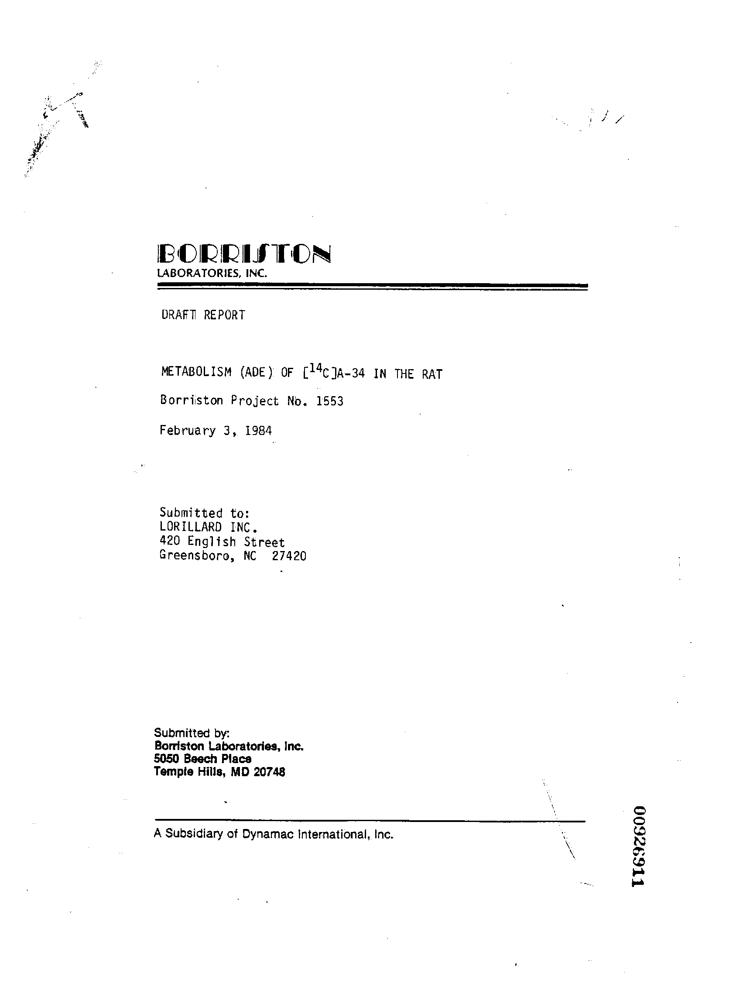 BORRISTON
LABORATORIES, INC.
DRAFT REPORT
METABOLISM (ADE) OF [14C]A-34 IN THE RAT
Borriston Project No. 1553
February 3, 1984
Submitted to:
LORILLARD INC.
420 English Street
Greensboro, NC 27420
Submitted by:
Borriston Laboratories, Inc.
5050 Beech Place
Temple Hills, MD 20748
A Subsidiary of Dynamac International, Inc.
00926911